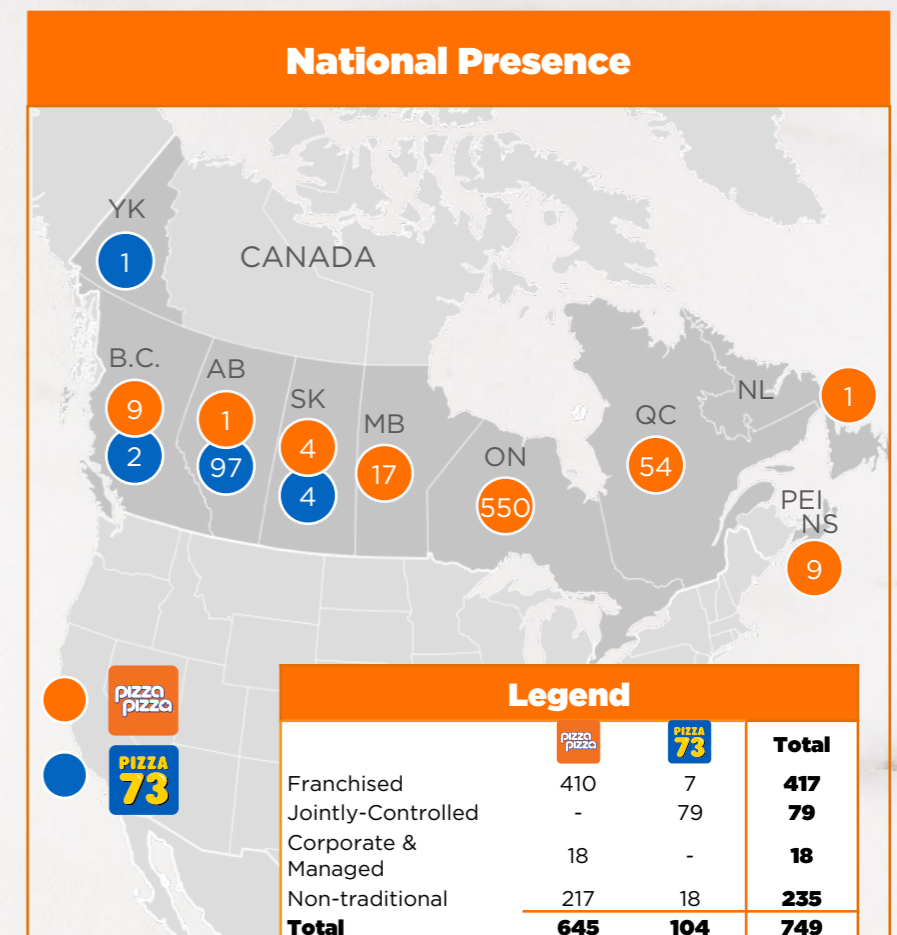 National Presence
YK
1
CANADA
B.C.
9
2
AB
1
97
SK
4
4
MB
17
ON
550
QC
54
NL
1
PEI
NS
9
pizza
pizza
PIZZA
73
Legend
pizza
pizza
PIZZA
73
Total
Franchised 410 7 417
Jointly-Controlled - 79 79
Corporate &
Managed 18 - 18
Non-traditional 217 18 235
Total 645 104 749